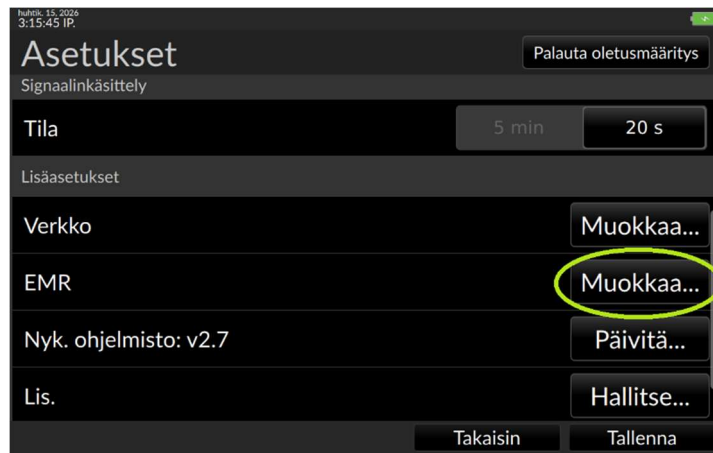 huhtik. 15, 2026
3:15:45 IP.
Asetukset
Palauta oletusmääritys
Signaalinkäsittely
Tila
5 min
20 s
Lisäasetukset
Verkko
Muokkaa...
EMR
Muokkaa...
Nyk. ohjelmisto: v2.7
Päivitä...
Lis.
Hallitse...
Takaisin
Tallenna